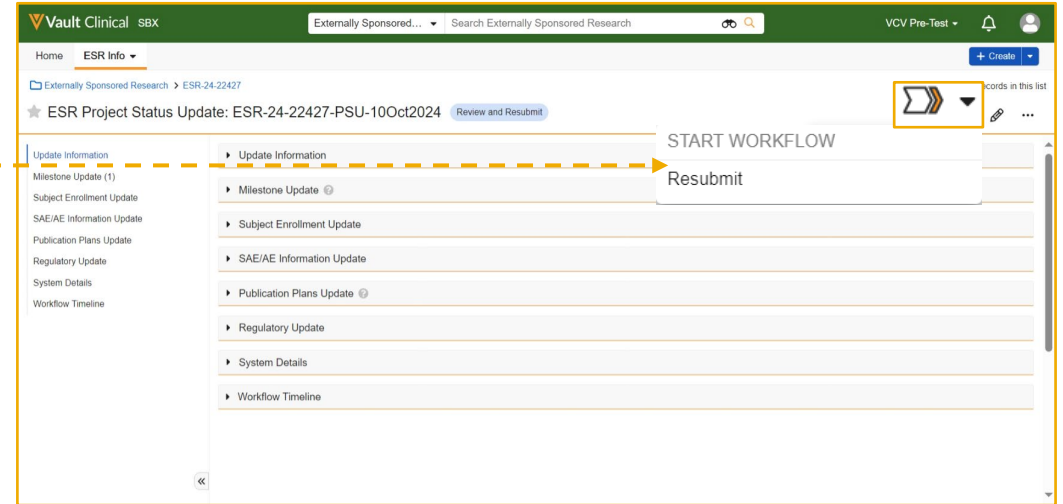 Vault Clinical SBX
Externally Sponsored...
Search Externally Sponsored Research
VCV Pre-Test
Home
ESR Info
+ Create
Externally Sponsored Research > ESR-24-22427
ecords in this list
ESR Project Status Update: ESR-24-22427-PSU-10Oct2024
Review and Resubmit
START WORKFLOW
Resubmit
Update Information
Milestone Update (1)
Subject Enrollment Update
SAE/AE Information Update
Publication Plans Update
Regulatory Update
System Details
Workflow Timeline
Update Information
Milestone Update
Subject Enrollment Update
SAE/AE Information Update
Publication Plans Update
Regulatory Update
System Details
Workflow Timeline